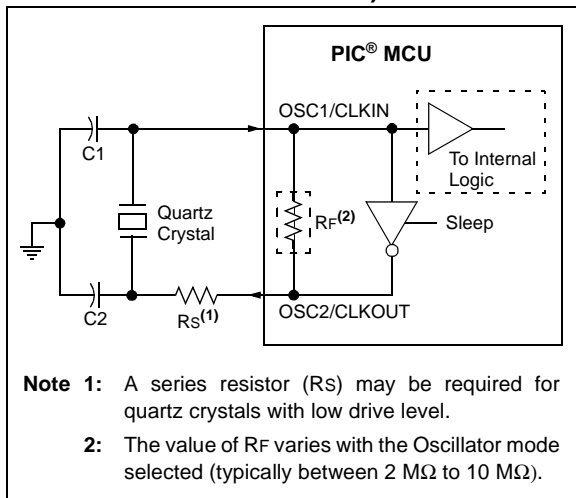 PIC® MCU
OSC1/CLKIN
C1
To Internal
Logic
Quartz
Crystal
RF(2)
Sleep
C2
RS(1)
OSC2/CLKOUT
Note 1: A series resistor (RS) may be required for
quartz crystals with low drive level.
2: The value of RF varies with the Oscillator mode
selected (typically between 2 MΩ to 10 MΩ).